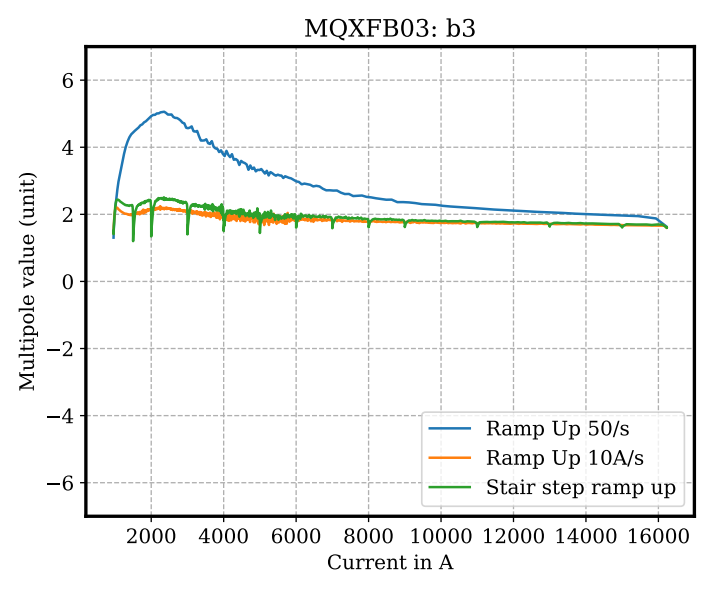 MQXFB03: b3
Multipole value (unit)
6
4
2
0
−2
−4
−6
Ramp Up 50/s
Ramp Up 10A/s
Stair step ramp up
2000 4000 6000 8000 10000 12000 14000 16000
Current in A